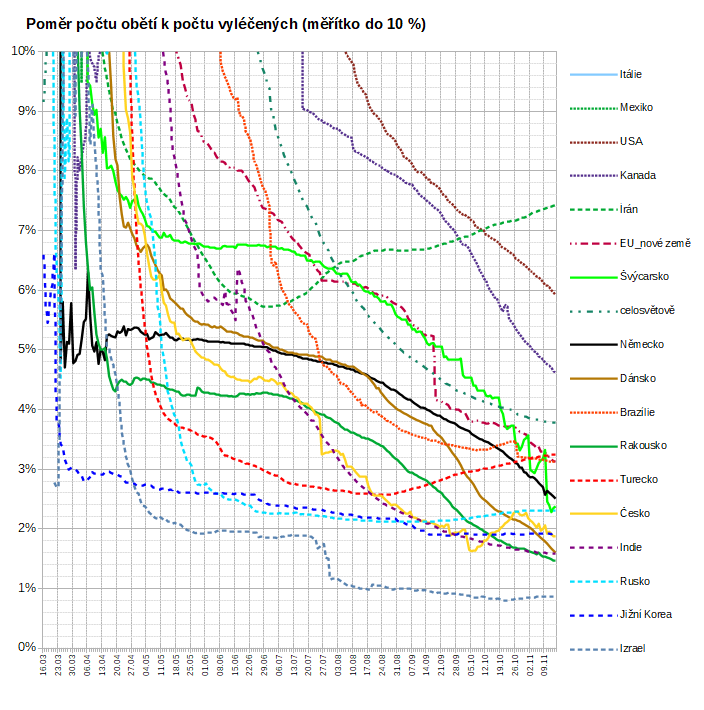 Poměr počtu obětí k počtu vyléčených (měřítko do 10 %)
10%
9%
8%
7%
6%
5%
4%
3%
2%
1%
0%
16.03
23.03
30.03
06.04
13.04
20.04
27.04
04.05
11.05
18.05
25.05
01.06
08.06
15.06
22.06
29.06
06.07
13.07
20.07
27.07
03.08
10.08
17.08
24.08
31.08
07.09
14.09
21.09
28.09
05.10
12.10
19.10
26.10
02.11
09.11
Itálie
Mexiko
USA
Kanada
Írán
EU_nové země
Švýcarsko
celosvětově
Německo
Dánsko
Brazílie
Rakousko
Turecko
Česko
Indie
Rusko
Jižní Korea
Izrael